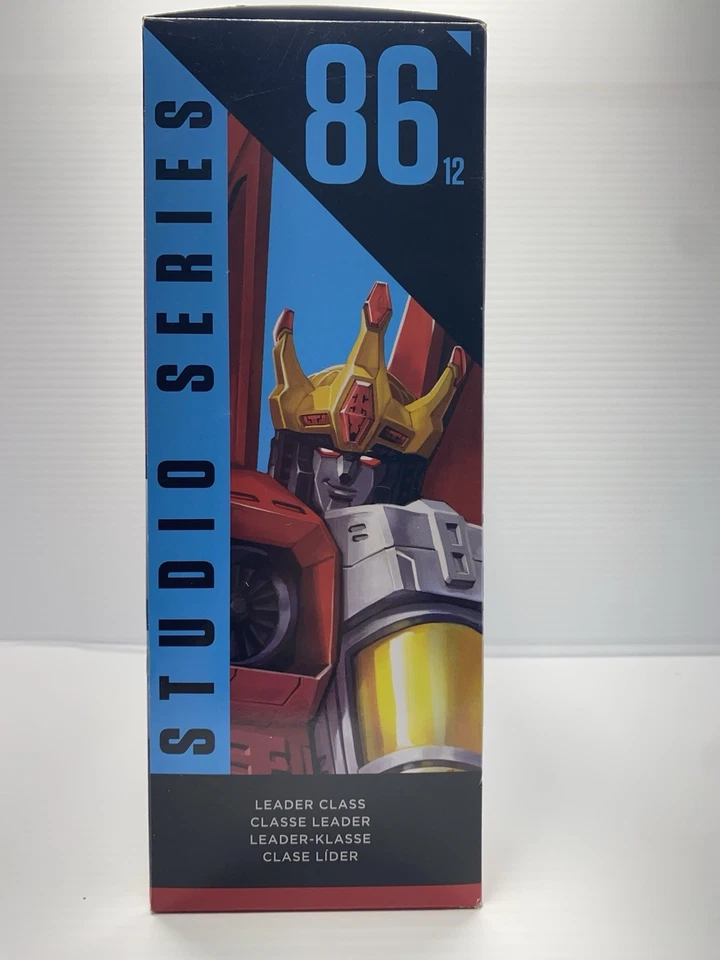 86
12
STUDIO SERIES
LEADER CLASS
CLASSE LEADER
LEADER-KLASSE
CLASE LÍDER